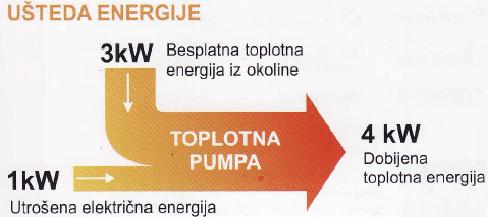 UŠTEDA ENERGIJE
3kW
Besplatna toplotna
energija iz okoline
TOPLOTNA
PUMPA
4 kW
Dobijena
toplotna energija
1kW
Utrošena električna energija